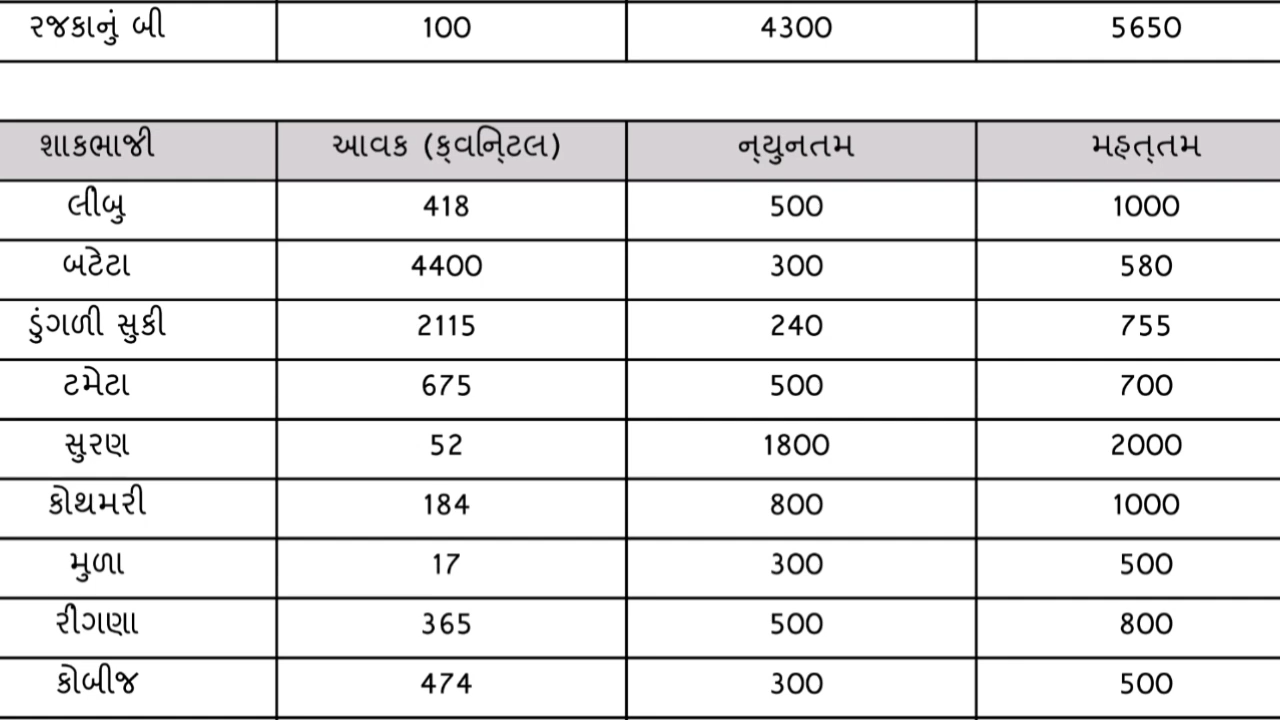 રજકાનું બી 100 4300 5650
શાકભાજી આવક (ક્વિન્ટલ) ન્યુનતમ મહત્તમ
લીબુ 418 500 1000
બટેટા 4400 300 580
ડુંગળી સુકી 2115 240 755
ટમેટા 675 500 700
સુરણ 52 1800 2000
કોથમરી 184 800 1000
મુળા 17 300 500
રીગણા 365 500 800
કોબીજ 474 300 500